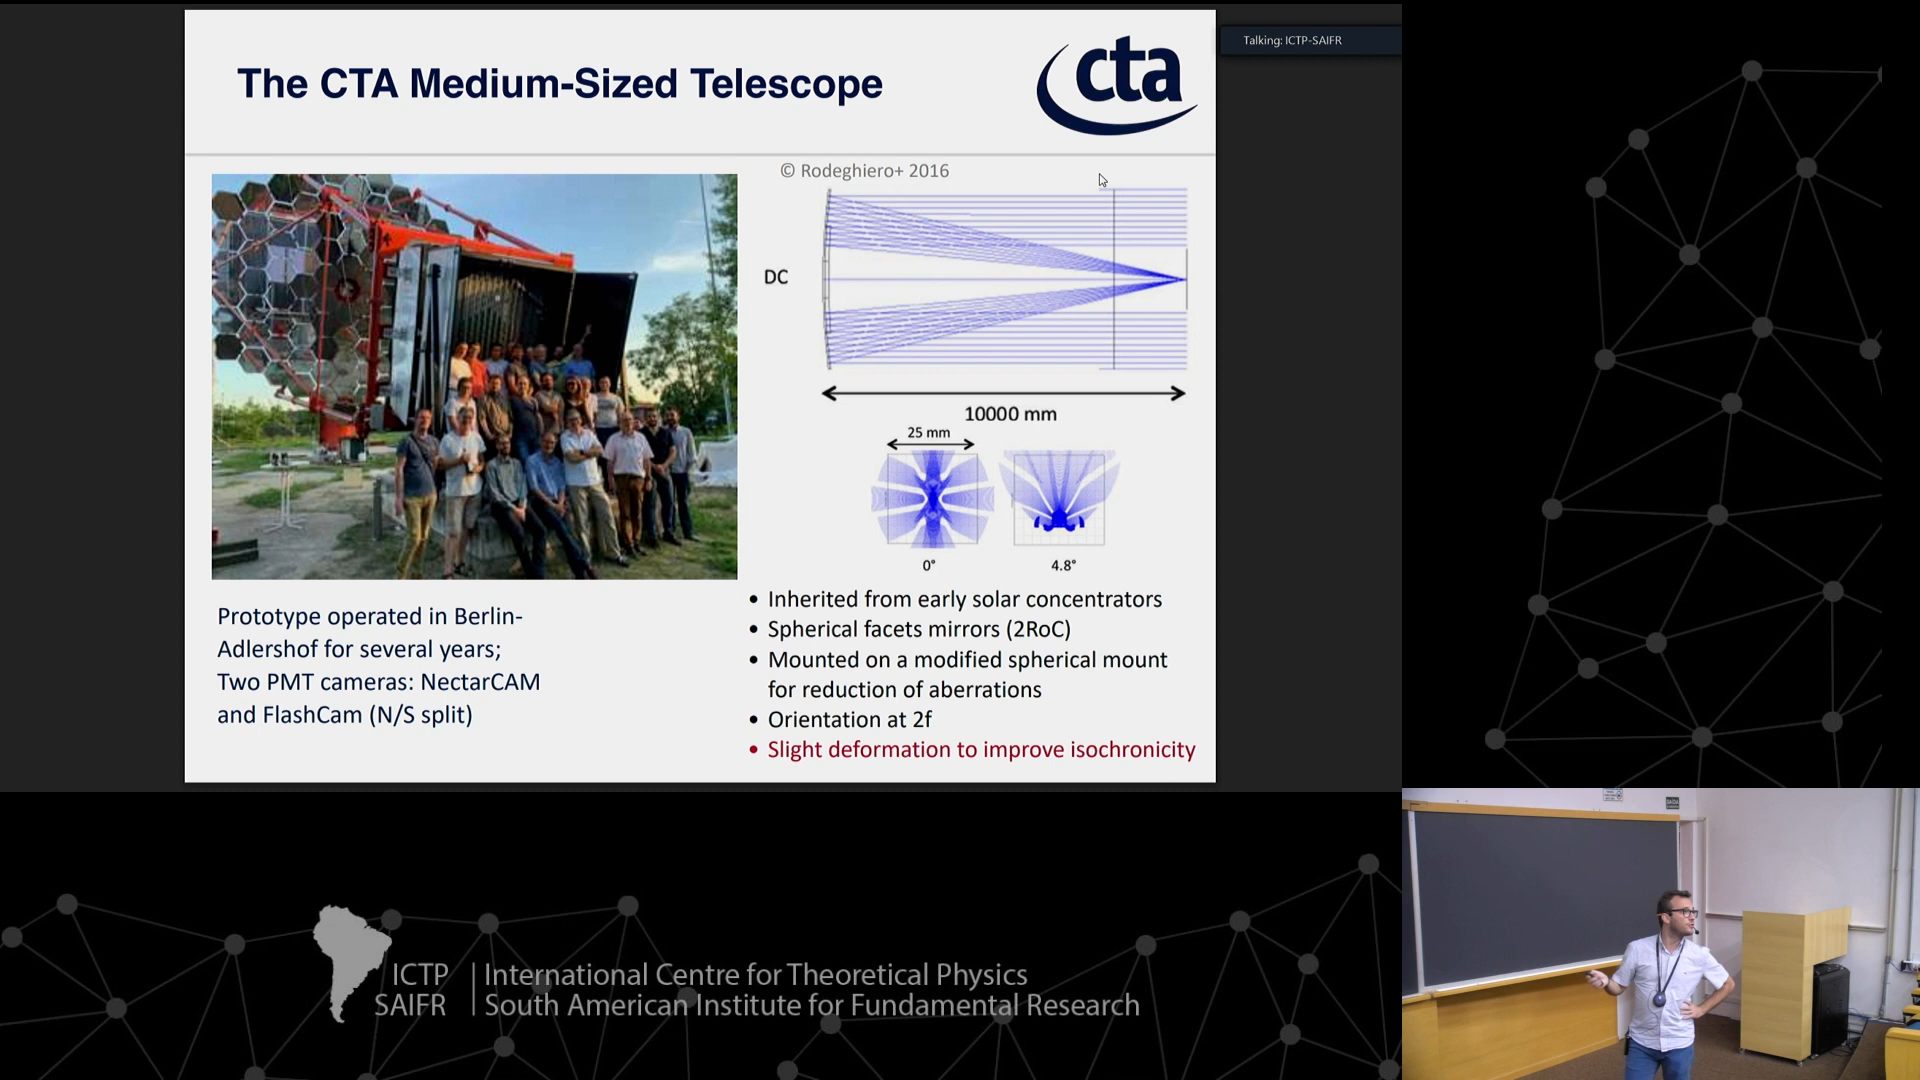 Talking: ICTP-SAIFR
The CTA Medium-Sized Telescope
cta
© Rodeghiero+ 2016
DC
10000 mm
25 mm
0°
4.8°
Prototype operated in Berlin-
Adlershof for several years;
Two PMT cameras: NectarCAM
and FlashCam (N/S split)
• Inherited from early solar concentrators
• Spherical facets mirrors (2RoC)
• Mounted on a modified spherical mount
for reduction of aberrations
• Orientation at 2f
• Slight deformation to improve isochronicity
ICTP
SAIFR
International Centre for Theoretical Physics
South American Institute for Fundamental Research